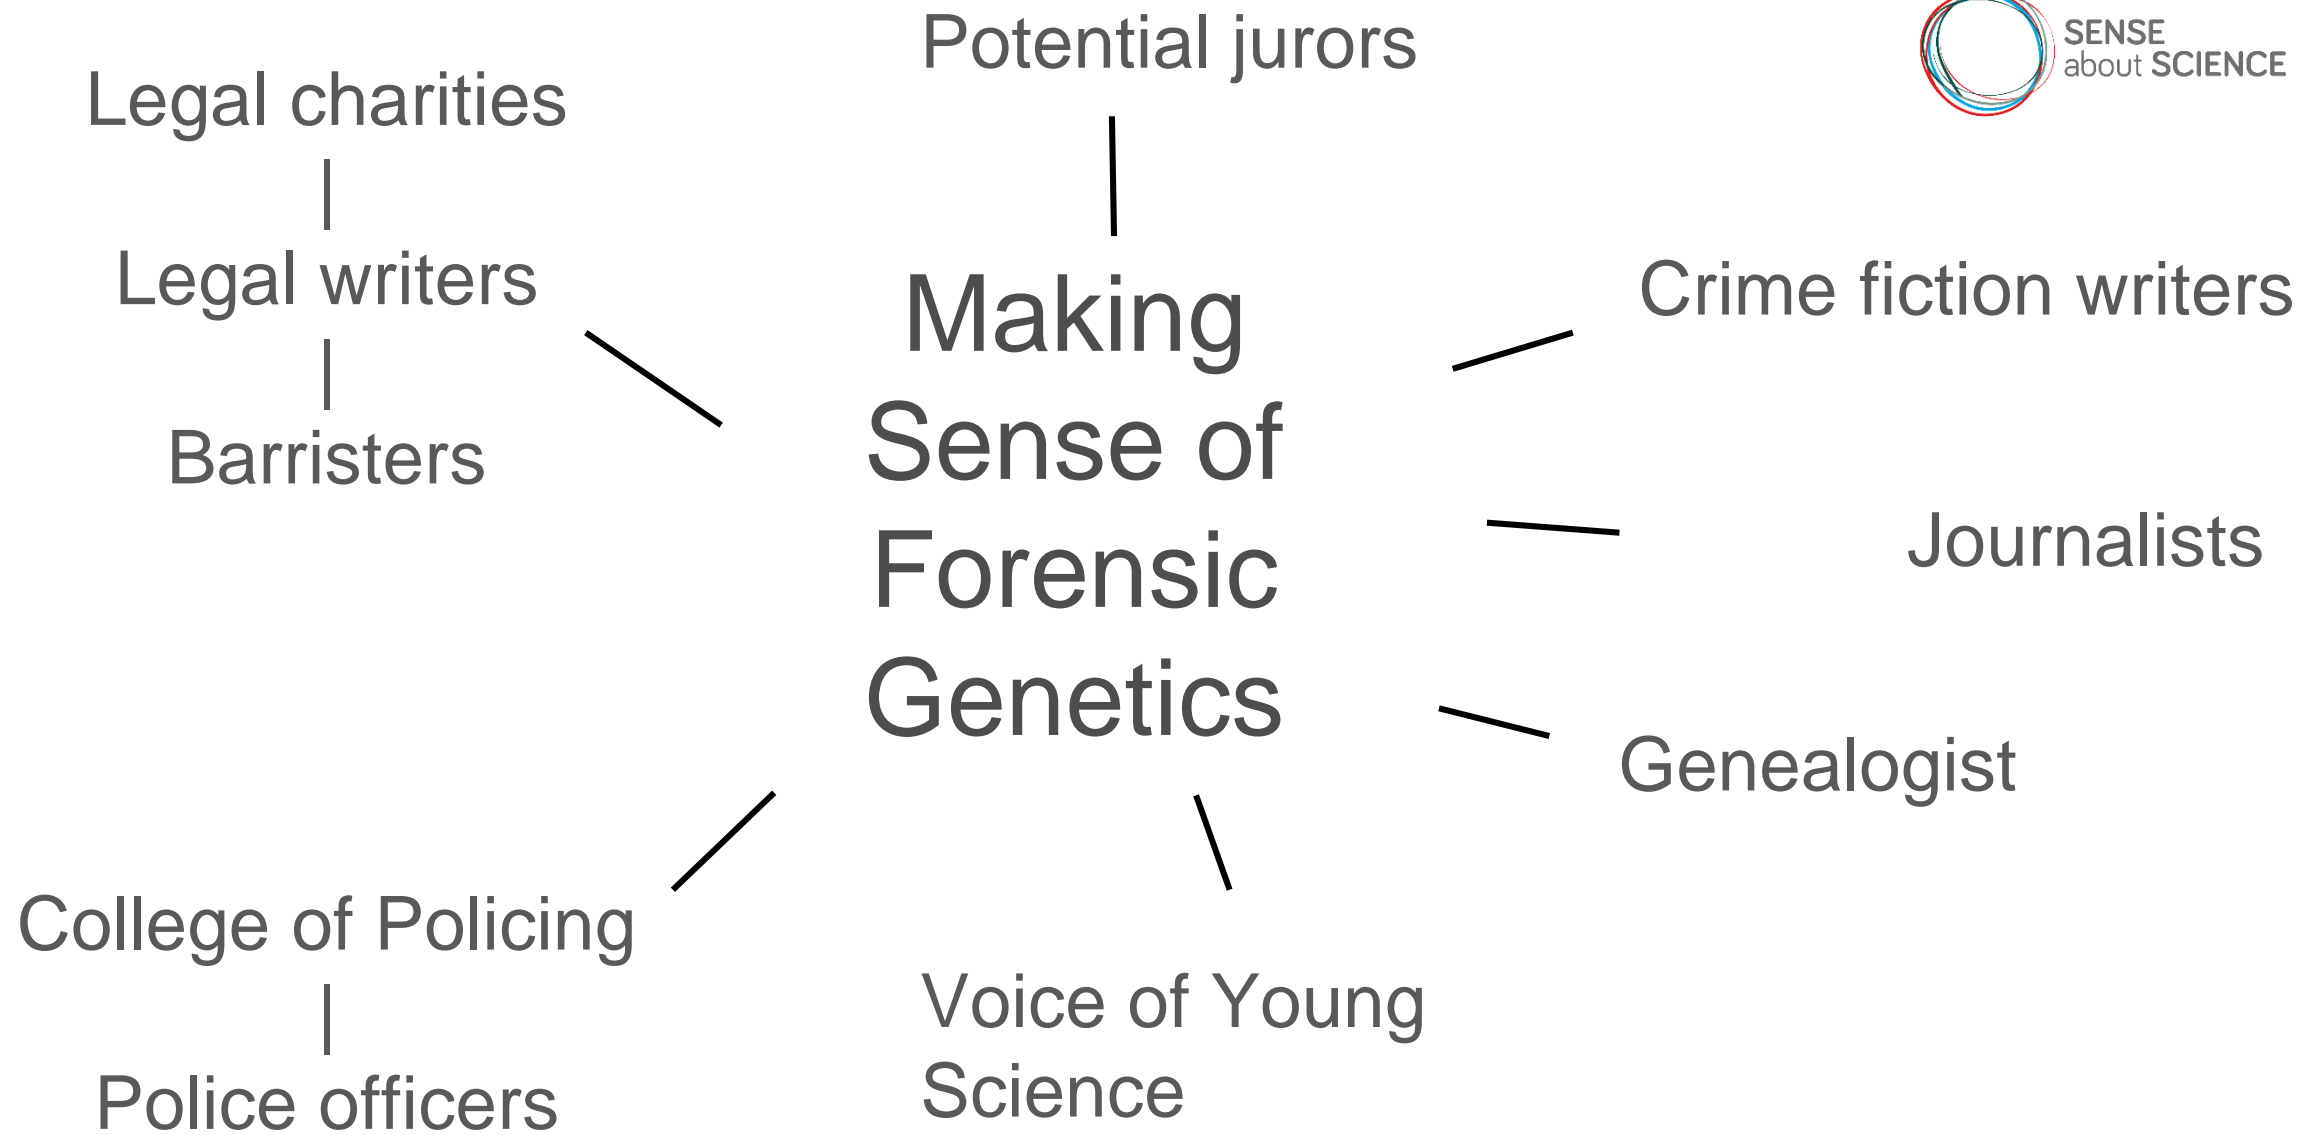 Potential jurors
SENSE
about SCIENCE
Legal charities
Legal writers
Barristers
Making
Sense of
Forensic
Genetics
Crime fiction writers
Journalists
Genealogist
College of Policing
Police officers
Voice of Young
Science